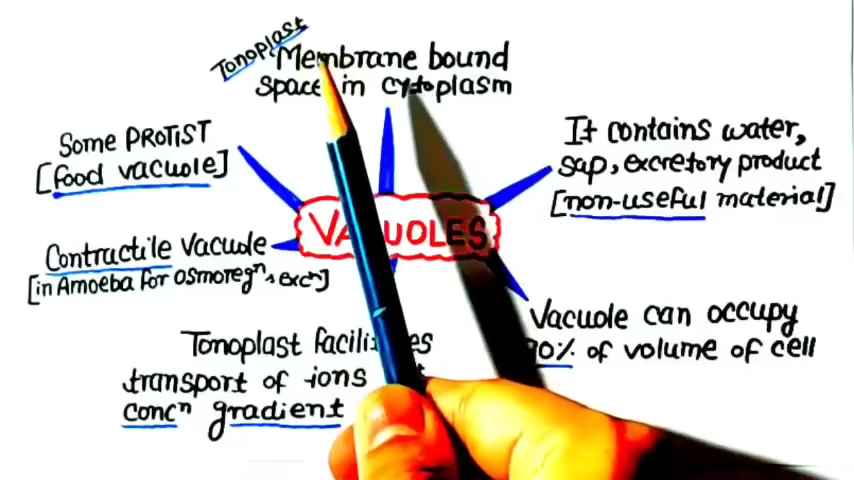 Tonoplast
Membrane bound
space in cytoplasm
Some PROTIST
[food vacuole]
It contains water,
sap, excretory product
[non-useful material]
VACUOLES
Contractile vacuole
[in Amoeba for osmoregⁿ, excⁿ]
Vacuole can occupy
90% of volume of cell
Tonoplast facilitates
transport of ions
concⁿ gradient